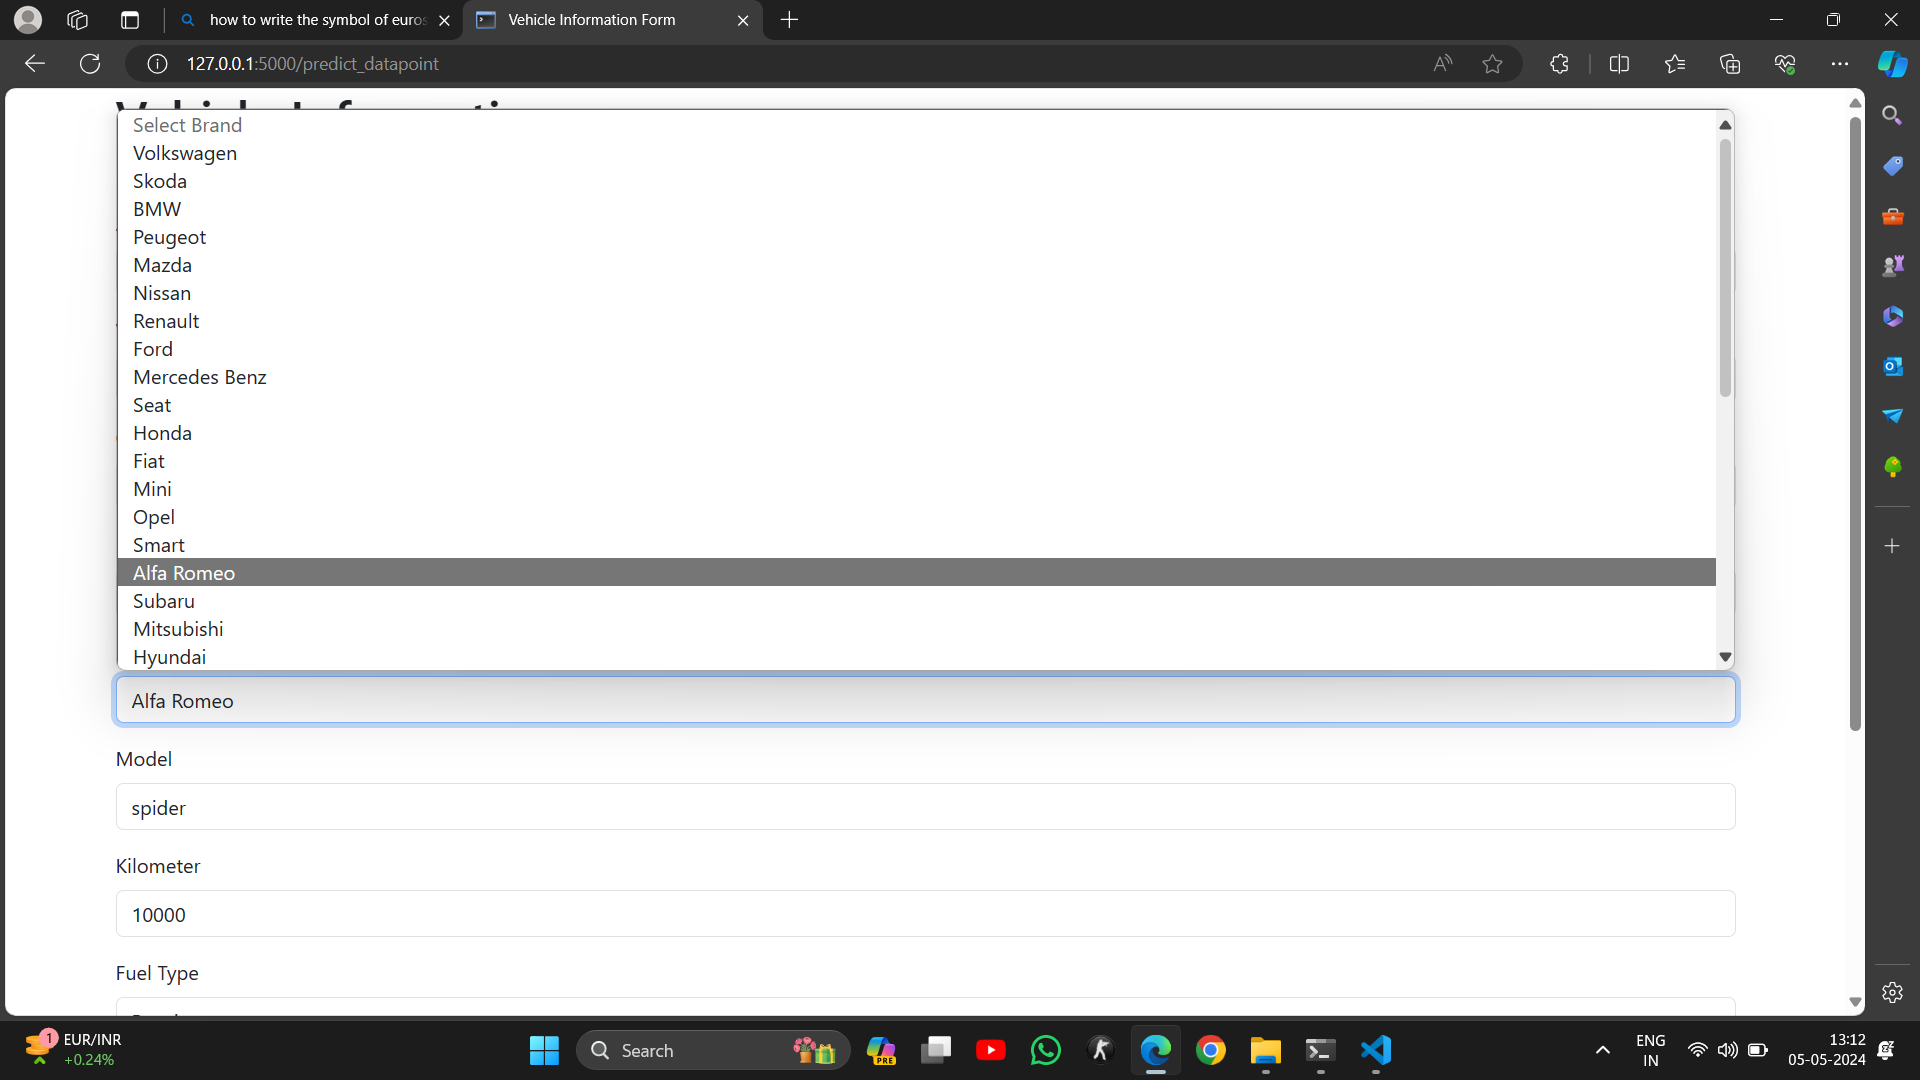 how to write the symbol of euros
Vehicle Information Form
127.0.0.1:5000/predict_datapoint
Select Brand
Volkswagen
Skoda
BMW
Peugeot
Mazda
Nissan
Renault
Ford
Mercedes Benz
Seat
Honda
Fiat
Mini
Opel
Smart
Alfa Romeo
Subaru
Mitsubishi
Hyundai
Alfa Romeo
Model
spider
Kilometer
10000
Fuel Type
1
EUR/INR
+0.24%
Search
PRE
ENG
IN
13:12
05-05-2024